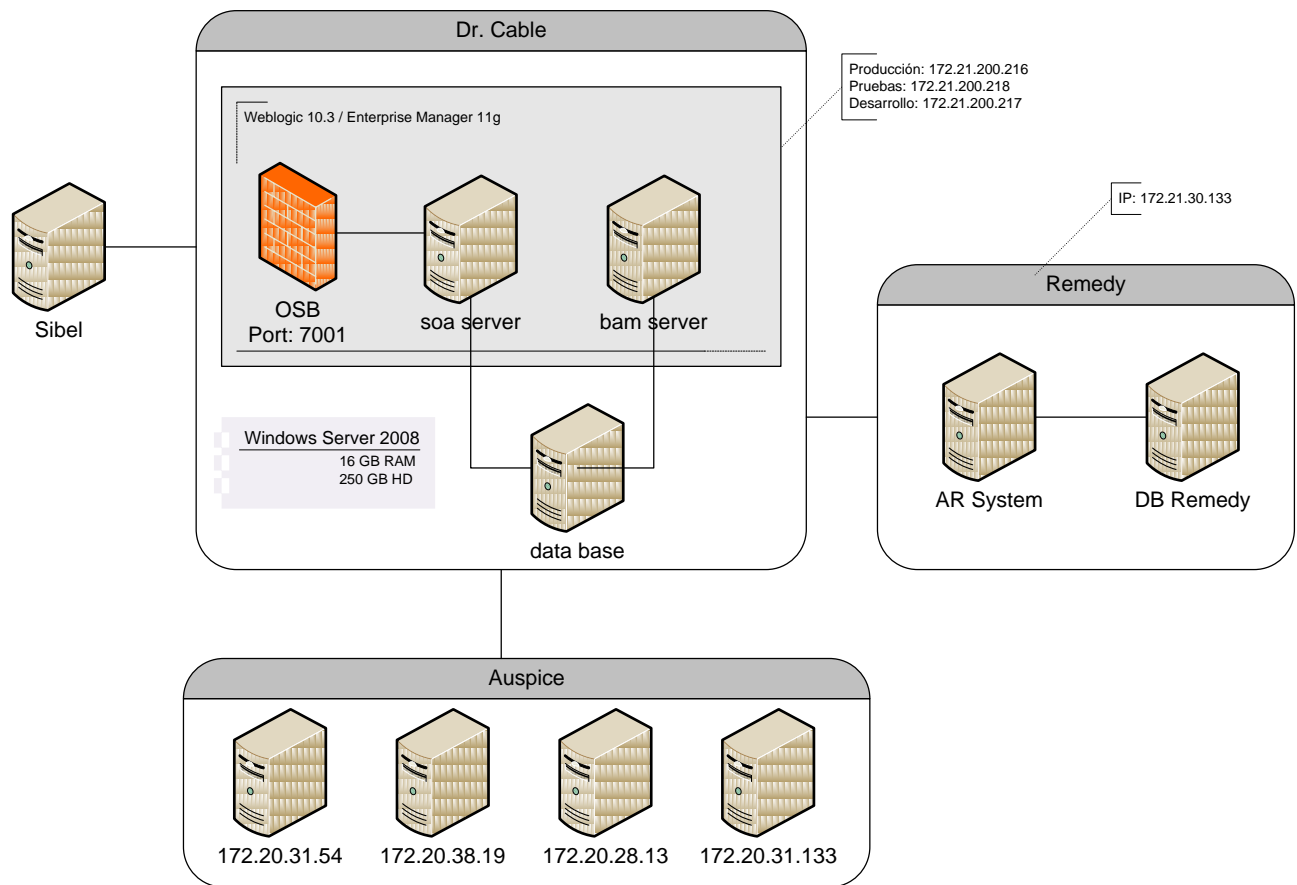 Dr. Cable
Producción: 172.21.200.216
Pruebas: 172.21.200.218
Desarrollo: 172.21.200.217
Weblogic 10.3 / Enterprise Manager 11g
IP: 172.21.30.133
Remedy
Sibel
OSB
Port: 7001
soa server
bam server
Windows Server 2008
16 GB RAM
250 GB HD
data base
AR System
DB Remedy
Auspice
172.20.31.54
172.20.38.19
172.20.28.13
172.20.31.133